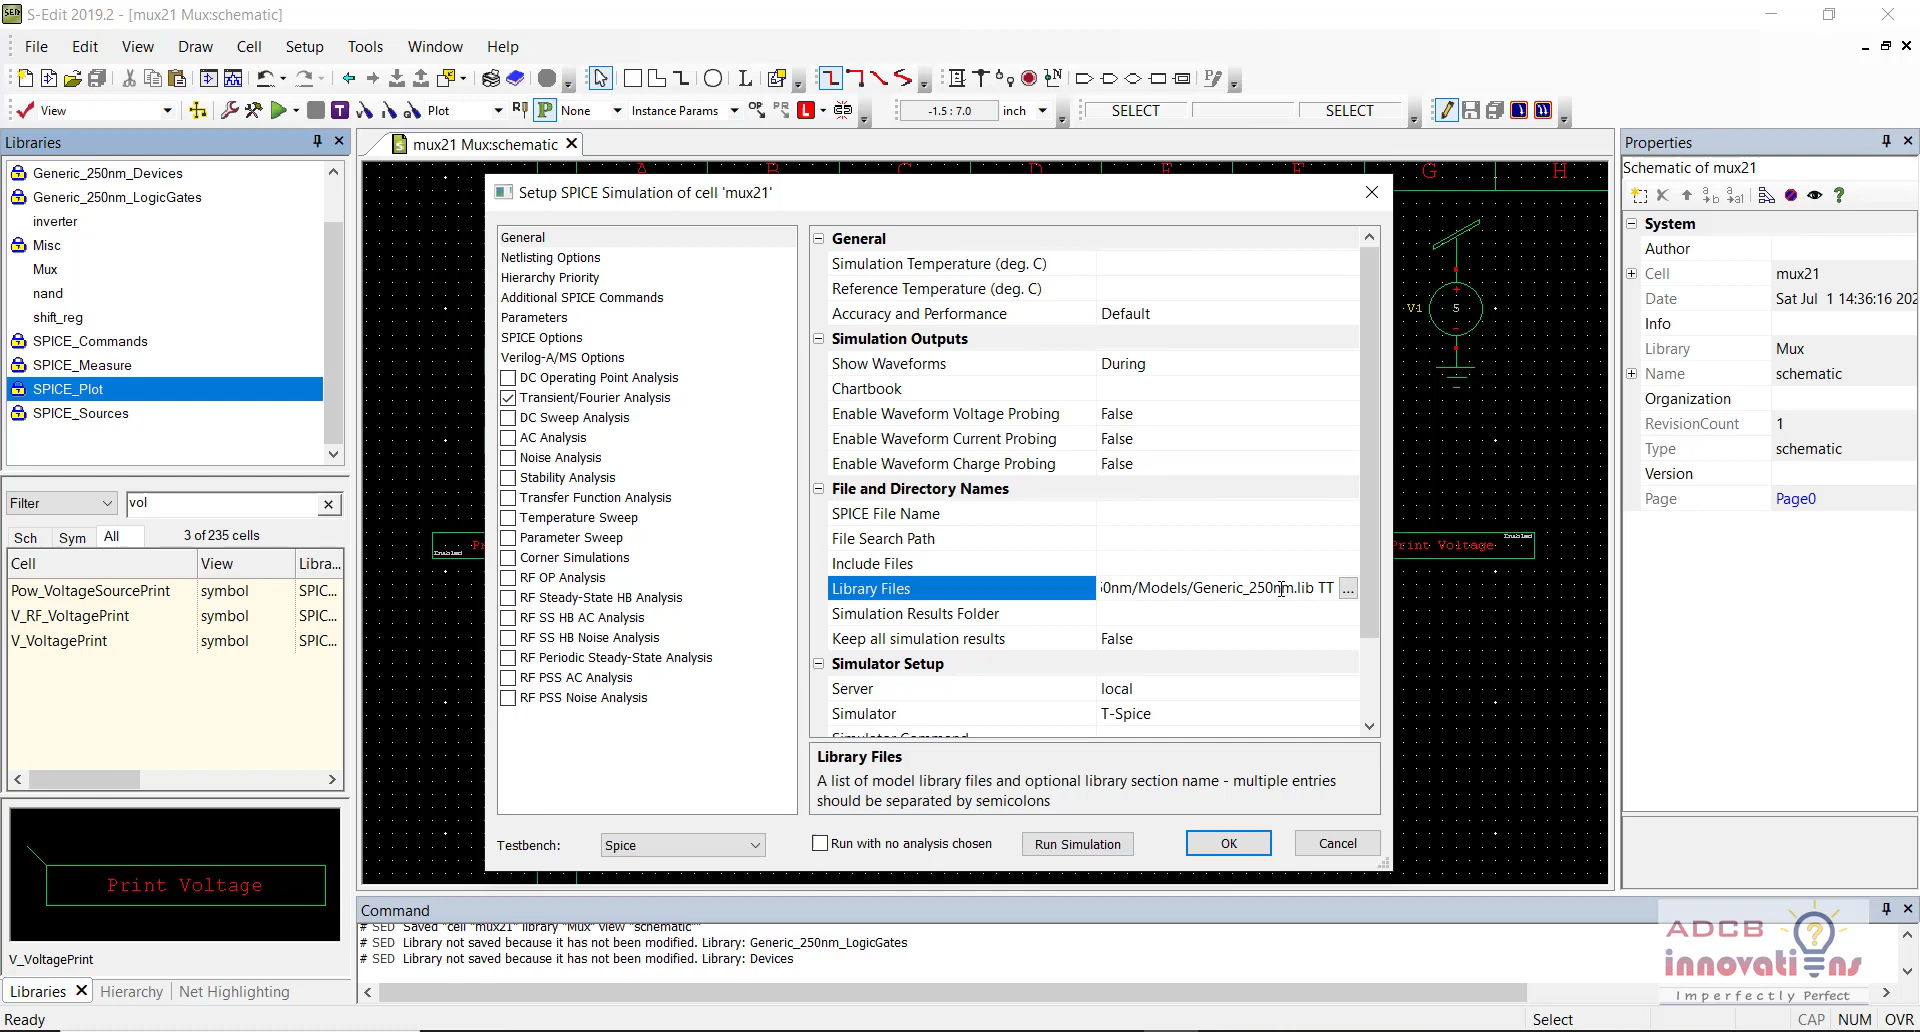 S-Edit 2019.2 - [mux21 Mux:schematic]
File Edit View Draw Cell Setup Tools Window Help
View Plot None Instance Params -1.5 : 7.0 inch SELECT SELECT
Libraries
Generic_250nm_Devices
Generic_250nm_LogicGates
inverter
Misc
Mux
nand
shift_reg
SPICE_Commands
SPICE_Measure
SPICE_Plot
SPICE_Sources
Filter vol
Sch Sym All 3 of 235 cells
Cell View Libra...
Pow_VoltageSourcePrint symbol SPIC...
V_RF_VoltagePrint symbol SPIC...
V_VoltagePrint symbol SPIC...
Print Voltage
V_VoltagePrint
Libraries Hierarchy Net Highlighting
Ready
mux21 Mux:schematic
A B C D E F G H
V1 5
Enabled
Print Voltage Enabled
Setup SPICE Simulation of cell 'mux21'
General
Netlisting Options
Hierarchy Priority
Additional SPICE Commands
Parameters
SPICE Options
Verilog-A/MS Options
DC Operating Point Analysis
Transient/Fourier Analysis
DC Sweep Analysis
AC Analysis
Noise Analysis
Stability Analysis
Transfer Function Analysis
Temperature Sweep
Parameter Sweep
Corner Simulations
RF OP Analysis
RF Steady-State HB Analysis
RF SS HB AC Analysis
RF SS HB Noise Analysis
RF Periodic Steady-State Analysis
RF PSS AC Analysis
RF PSS Noise Analysis
General
Simulation Temperature (deg. C)
Reference Temperature (deg. C)
Accuracy and Performance Default
Simulation Outputs
Show Waveforms During
Chartbook
Enable Waveform Voltage Probing False
Enable Waveform Current Probing False
Enable Waveform Charge Probing False
File and Directory Names
SPICE File Name
File Search Path
Include Files
Library Files 50nm/Models/Generic_250nm.lib TT ...
Simulation Results Folder
Keep all simulation results False
Simulator Setup
Server local
Simulator T-Spice
Simulator Command
Library Files
A list of model library files and optional library section name - multiple entries
should be separated by semicolons
Testbench: Spice Run with no analysis chosen Run Simulation OK Cancel
Command
# SED Saved "cell "mux21" library "Mux" view "schematic""
# SED Library not saved because it has not been modified. Library: Generic_250nm_LogicGates
# SED Library not saved because it has not been modified. Library: Devices
Properties
Schematic of mux21
System
Author
Cell mux21
Date Sat Jul 1 14:36:16 202
Info
Library Mux
Name schematic
Organization
RevisionCount 1
Type schematic
Version
Page Page0
ADCB
innovati ns
Imperfectly Perfect
Select CAP NUM OVR